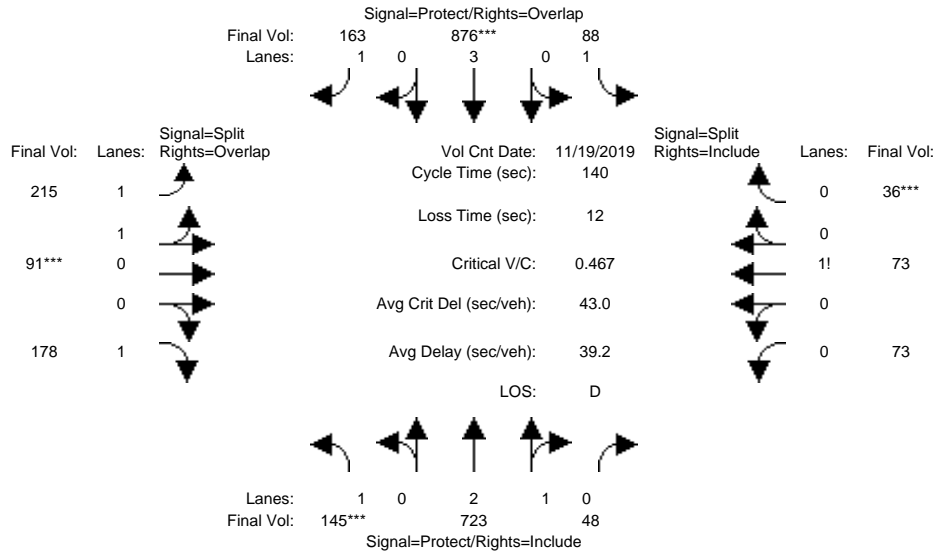 Signal=Protect/Rights=Overlap
Final Vol: 163 876*** 88
Lanes: 1 0 3 0 1
Signal=Split
Final Vol: Lanes: Rights=Overlap
Vol Cnt Date: 11/19/2019
Signal=Split
Rights=Include Lanes: Final Vol:
Cycle Time (sec): 140
215 1
0 36***
Loss Time (sec): 12
1
0
91*** 0
Critical V/C: 0.467
1! 73
0
Avg Crit Del (sec/veh): 43.0
0
178 1
Avg Delay (sec/veh): 39.2
0 73
LOS: D
Lanes: 1 0 2 1 0
Final Vol: 145*** 723 48
Signal=Protect/Rights=Include